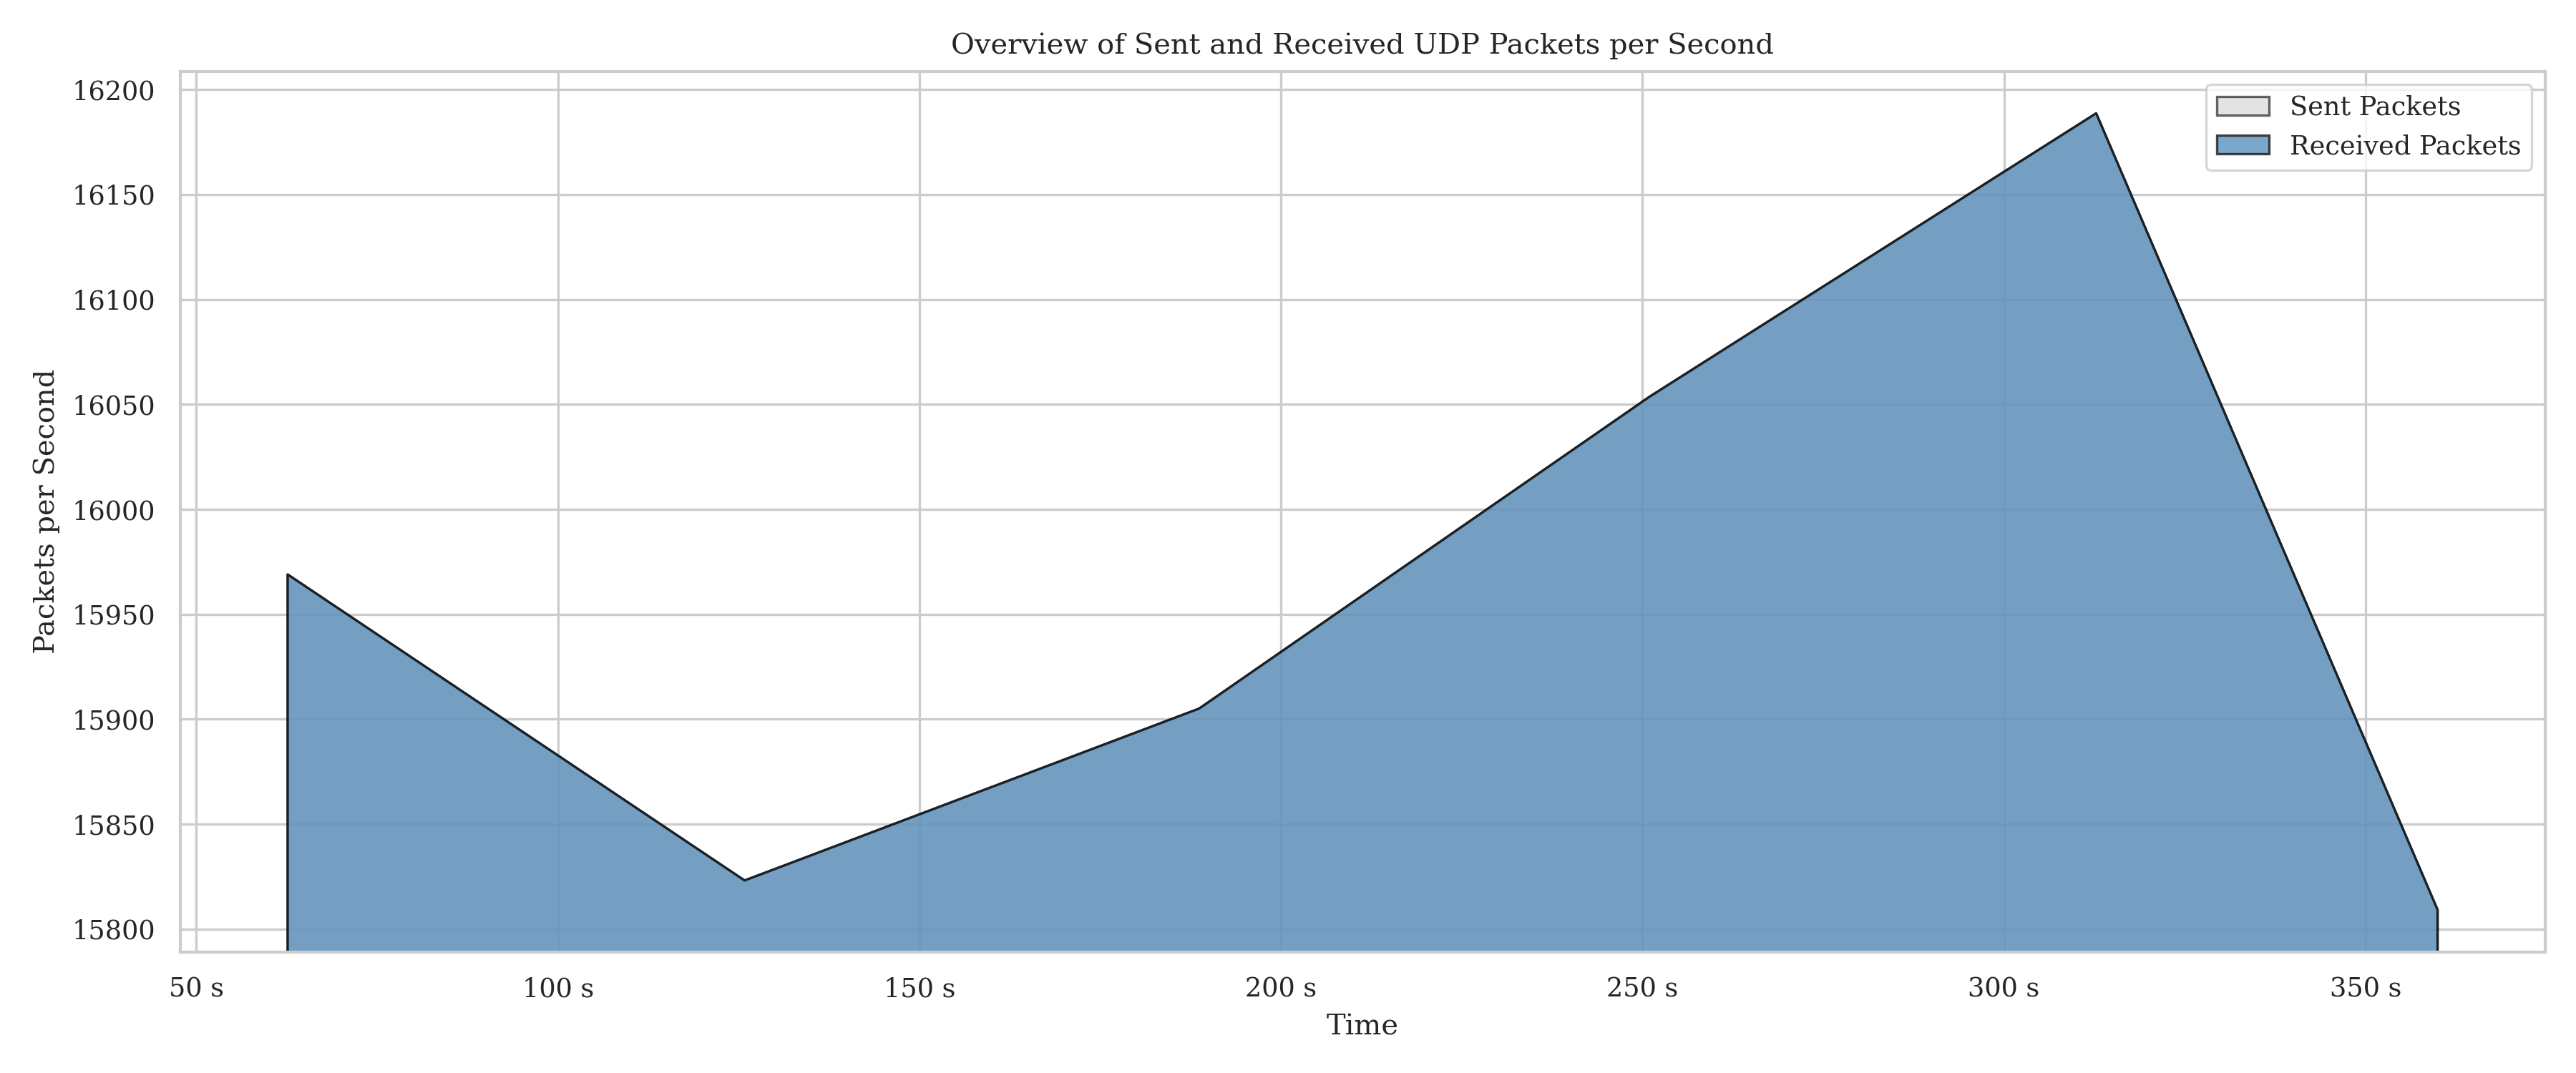 Overview of Sent and Received UDP Packets per Second
16200
16150
16100
16050
16000
15950
15900
15850
15800
Packets per Second
Sent Packets
Received Packets
50 s
100 s
150 s
200 s
250 s
300 s
350 s
Time